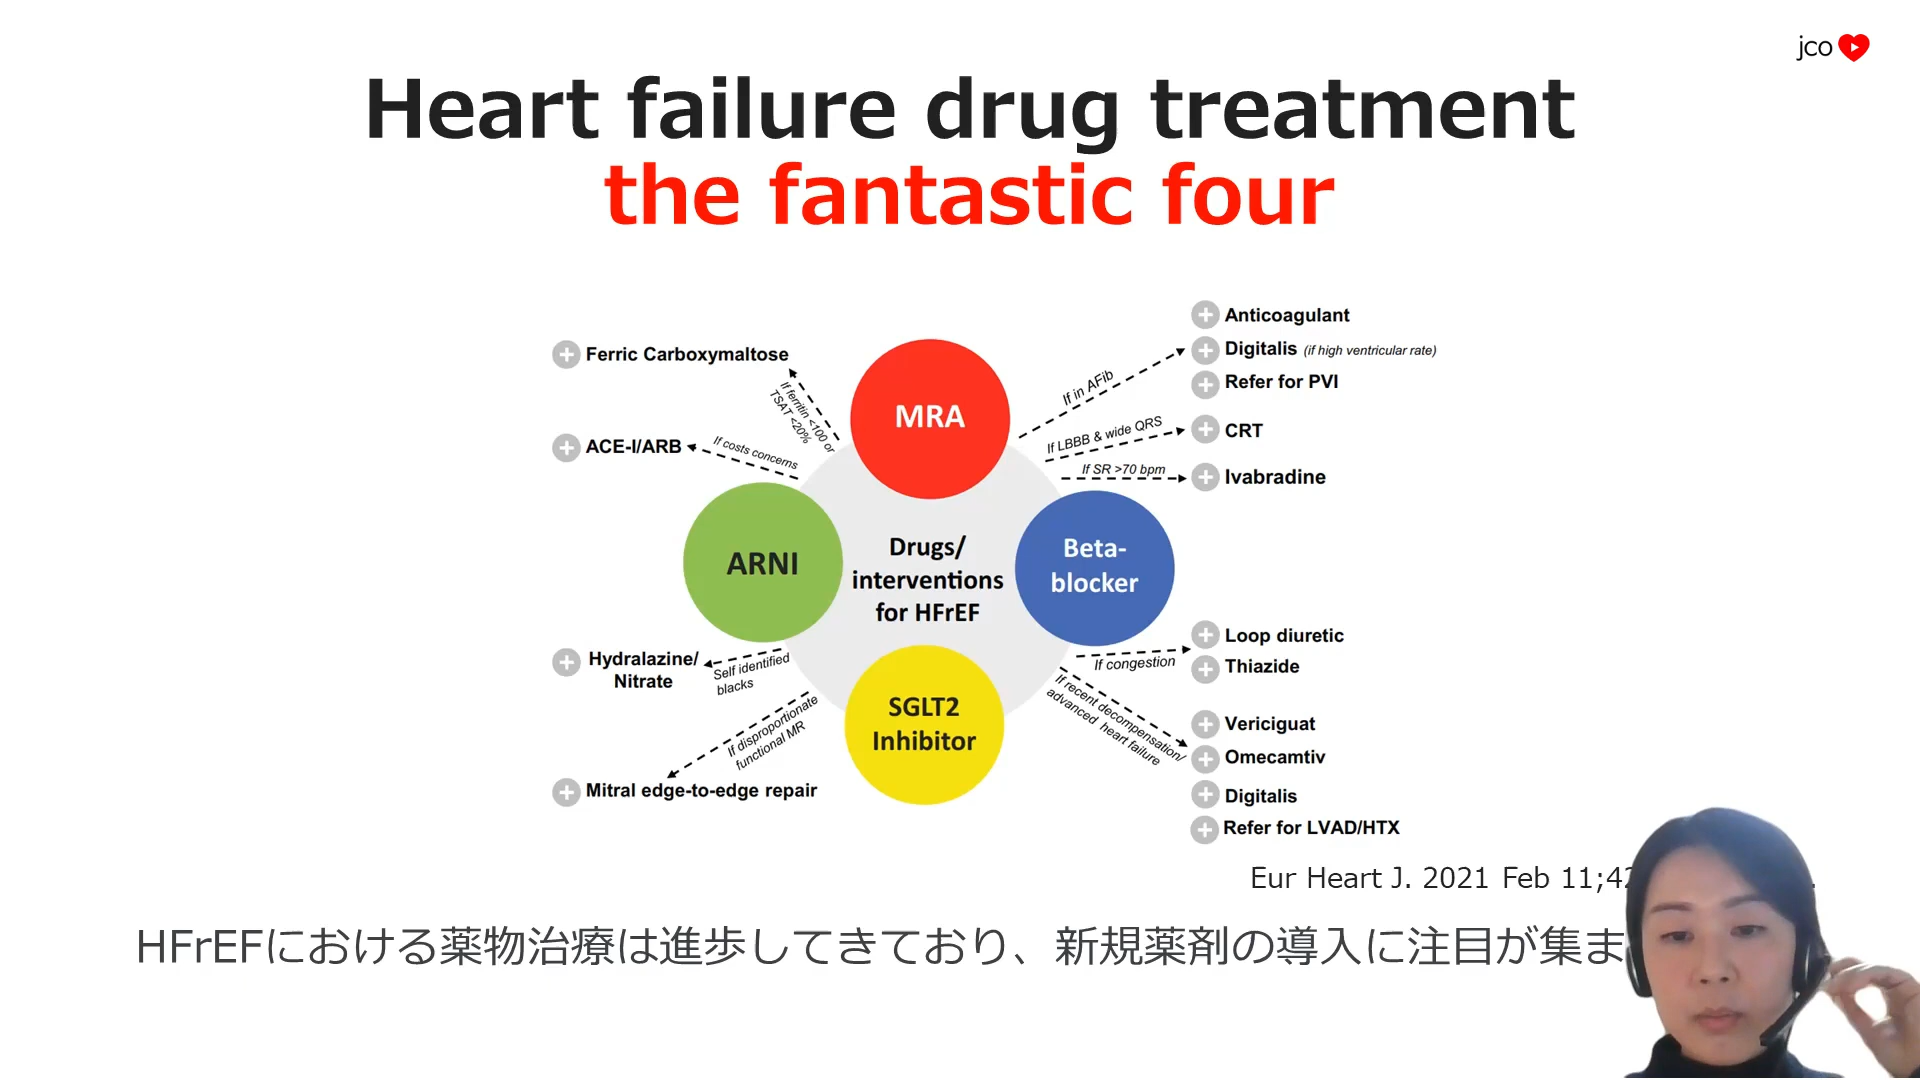 jco
Heart failure drug treatment
the fantastic four
Ferric Carboxymaltose
If ferritin <100 or
TSAT <20%
ACE-I/ARB
If costs concerns
MRA
ARNI
Drugs/
interventions
for HFrEF
Beta-
blocker
SGLT2
Inhibitor
If in AFib
Anticoagulant
Digitalis (if high ventricular rate)
Refer for PVI
If LBBB & wide QRS
CRT
If SR >70 bpm
Ivabradine
Hydralazine/
Nitrate
Self identified
blacks
If disproportionate
functional MR
Mitral edge-to-edge repair
If congestion
Loop diuretic
Thiazide
If recent decompensation/
advanced heart failure
Vericiguat
Omecamtiv
Digitalis
Refer for LVAD/HTX
Eur Heart J. 2021 Feb 11;42
HFrEFにおける薬物治療は進歩してきており、新規薬剤の導入に注目が集ま